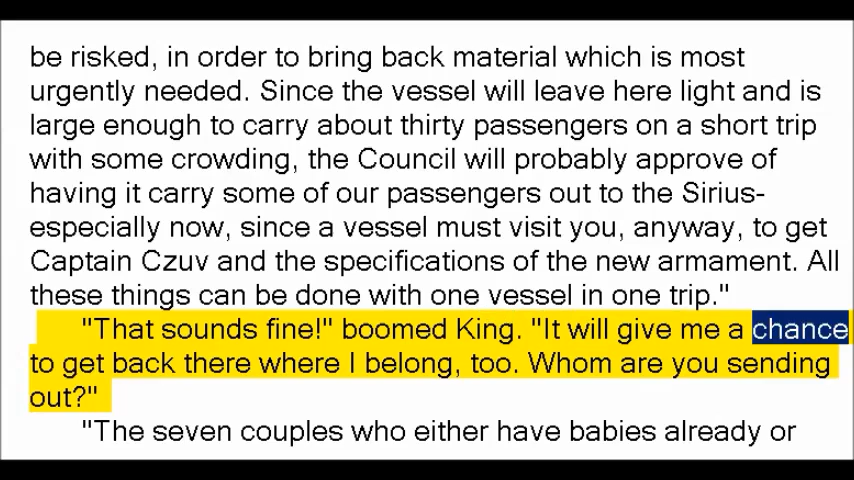 be risked, in order to bring back material which is most
urgently needed. Since the vessel will leave here light and is
large enough to carry about thirty passengers on a short trip
with some crowding, the Council will probably approve of
having it carry some of our passengers out to the Sirius-
especially now, since a vessel must visit you, anyway, to get
Captain Czuv and the specifications of the new armament. All
these things can be done with one vessel in one trip."
"That sounds fine!" boomed King. "It will give me a chance
to get back there where I belong, too. Whom are you sending
out?"
"The seven couples who either have babies already or